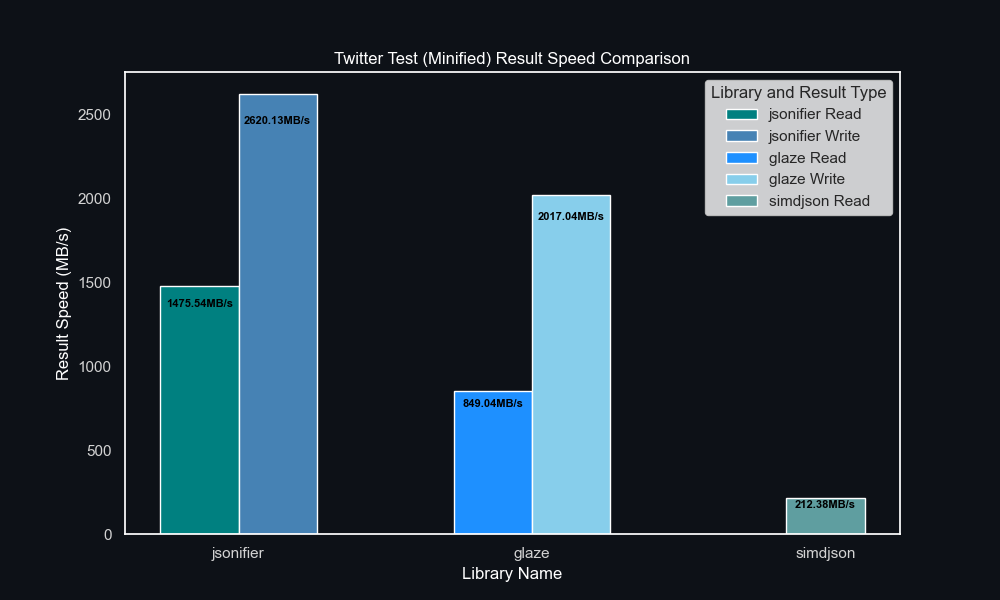 Twitter Test (Minified) Result Speed Comparison
Library and Result Type
jsonifier Read
jsonifier Write
glaze Read
glaze Write
simdjson Read
Result Speed (MB/s)
2500
2000
1500
1000
500
0
1475.54MB/s
2620.13MB/s
849.04MB/s
2017.04MB/s
212.38MB/s
jsonifier
glaze
simdjson
Library Name